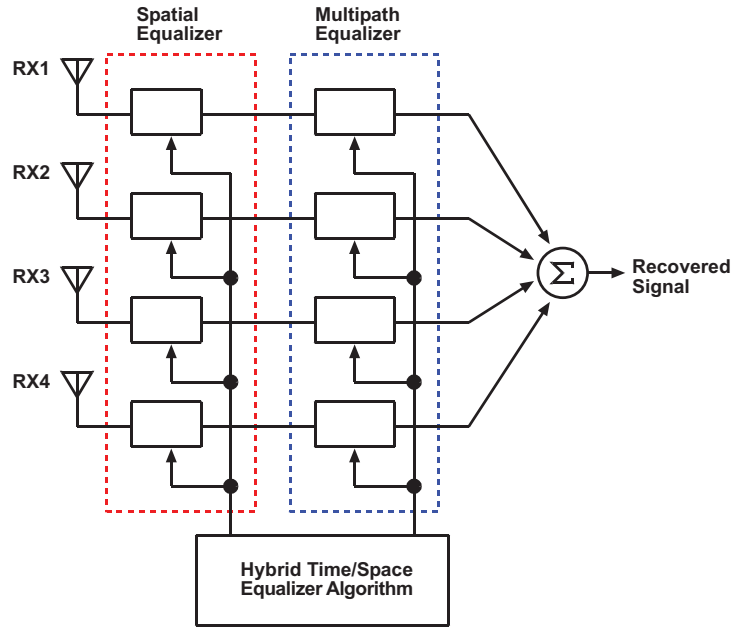 Spatial
Equalizer
Multipath
Equalizer
RX1
RX2
RX3
RX4
Σ
Recovered
Signal
Hybrid Time/Space
Equalizer Algorithm